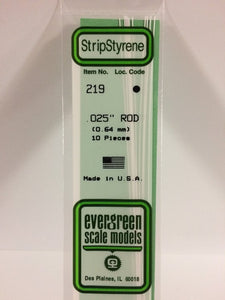 StripStyrene
Item No. Loc. Code
219
.025" ROD
(0.64 mm)
10 Pieces
Made in U.S.A.
evergreen
scale models
Des Plaines, IL 60018